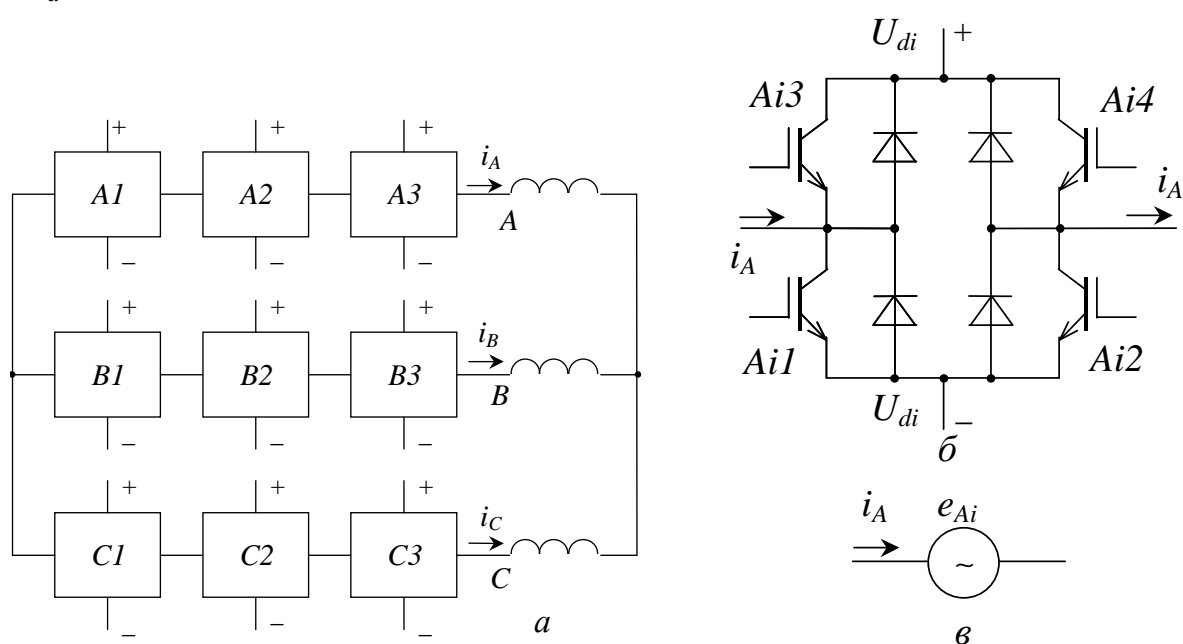 + + +
A1 A2 A3 i_A
A
− − −
+ + +
B1 B2 B3 i_B
B
− − −
+ + +
C1 C2 C3 i_C
C
− − −
а
U_di +
Ai3 Ai4
i_A i_A
Ai1 Ai2
U_di −
б
i_A e_Ai
~
в